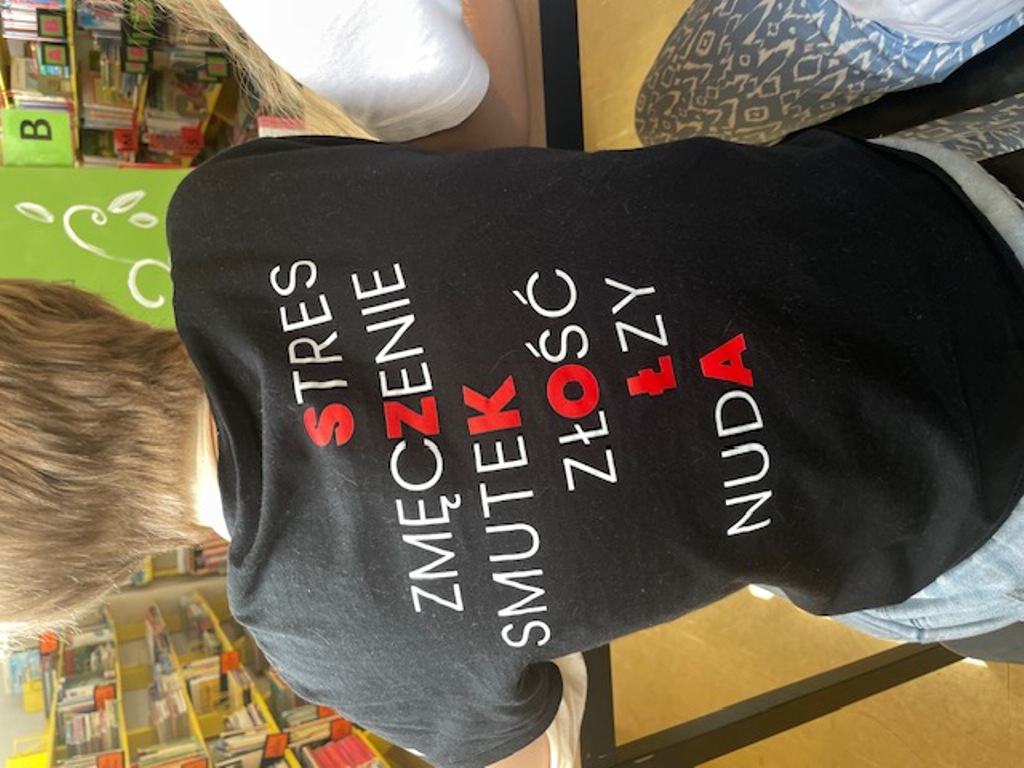 STRES
ZMĘCZENIE
SMUTEK
ZŁOŚĆ
ŁZY
NUDA
B